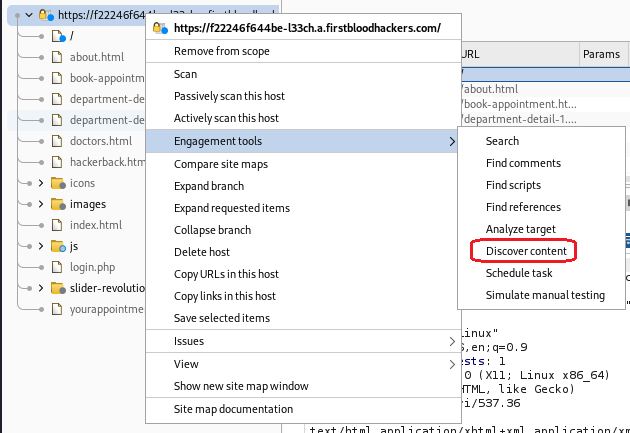 https://f22246f644be-l33ch.a.firstbloodhackers.com/
/
about.html
book-appointm
department-de
department-de
doctors.html
hackerback.htm
icons
images
index.html
js
login.php
slider-revolution
yourappointme
https://f22246f644be-l33ch.a.firstbloodhackers.com/
Remove from scope
Scan
Passively scan this host
Actively scan this host
Engagement tools
Compare site maps
Expand branch
Expand requested items
Collapse branch
Delete host
Copy URLs in this host
Copy links in this host
Save selected items
Issues
View
Show new site map window
Site map documentation
URL
Params
/
/about.html
/book-appointment.ht...
/department-detail-1....
Search
Find comments
Find scripts
Find references
Analyze target
Discover content
Schedule task
Simulate manual testing
inux"
S,en;q=0.9
ests: 1
0 (X11; Linux x86_64)
HTML, like Gecko)
ri/537.36
text/html,application/xhtml+xml,application/xm